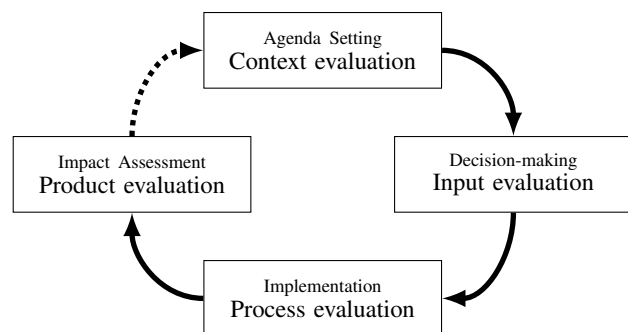 Agenda Setting
Context evaluation
Impact Assessment
Product evaluation
Decision-making
Input evaluation
Implementation
Process evaluation